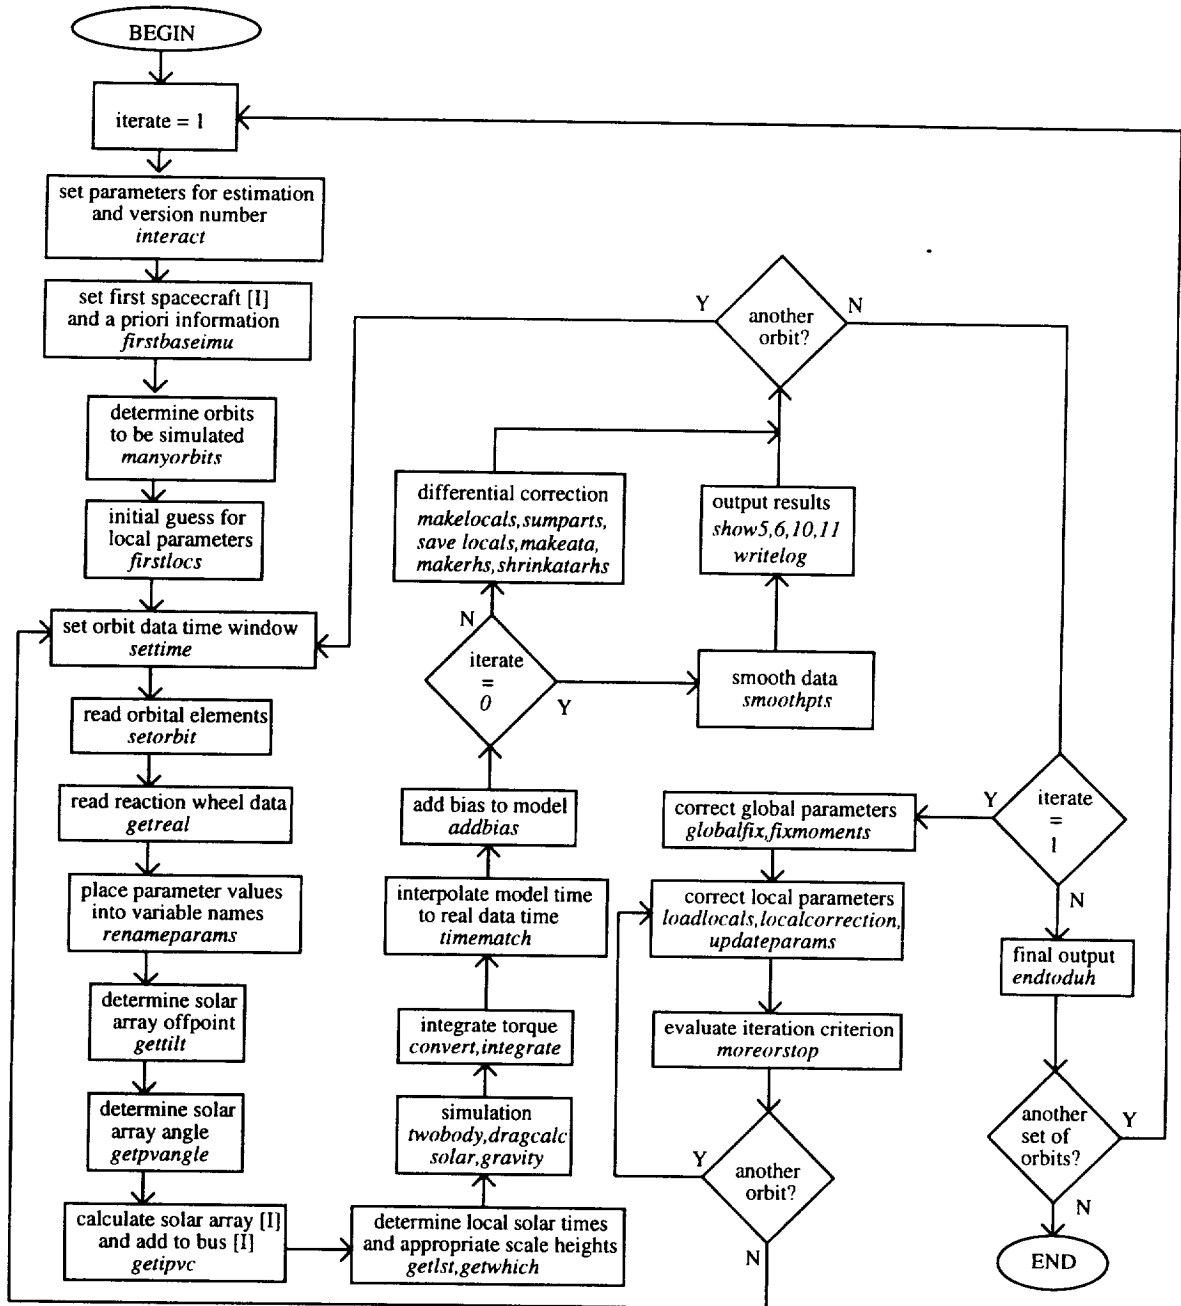 BEGIN
iterate = 1
set parameters for estimation
and version number
interact
set first spacecraft [I]
and a priori information
firstbaseimu
determine orbits
to be simulated
manyorbits
initial guess for
local parameters
firstlocs
set orbit data time window
settime
read orbital elements
setorbit
read reaction wheel data
getreal
place parameter values
into variable names
renameparams
determine solar
array offpoint
gettilt
determine solar
array angle
getpvangle
calculate solar array [I]
and add to bus [I]
getipvc
determine local solar times
and appropriate scale heights
getlst,getwhich
simulation
twobody,dragcalc
solar,gravity
integrate torque
convert,integrate
interpolate model time
to real data time
timematch
add bias to model
addbias
iterate
=
0
N
Y
differential correction
makelocals,sumparts,
save locals,makeata,
makerhs,shrinkatarhs
smooth data
smoothpts
output results
show5,6,10,11
writelog
another
orbit?
Y
N
iterate
=
1
Y
N
correct global parameters
globalfix,fixmoments
correct local parameters
loadlocals,localcorrection,
updateparams
evaluate iteration criterion
moreorstop
another
orbit?
Y
N
final output
endtoduh
another
set of
orbits?
Y
N
END